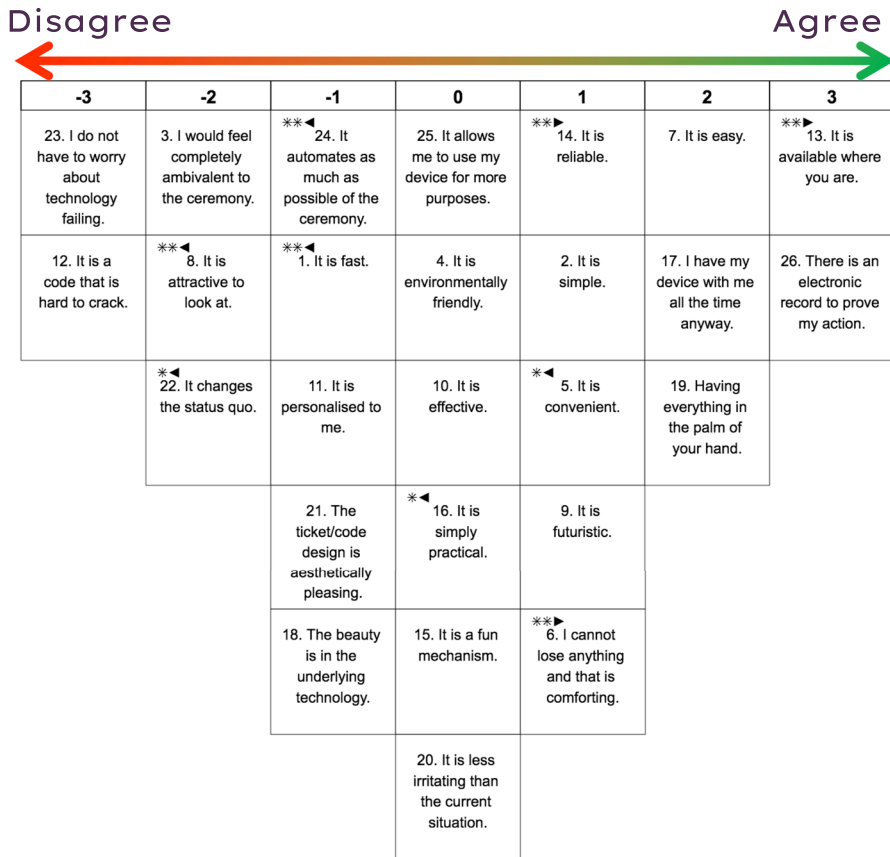 Disagree Agree
-3 -2 -1 0 1 2 3
23. I do not
have to worry
about
technology
failing.
3. I would feel
completely
ambivalent to
the ceremony.
✳✳◄
24. It
automates as
much as
possible of the
ceremony.
25. It allows
me to use my
device for more
purposes.
✳✳►
14. It is
reliable.
7. It is easy.
✳✳►
13. It is
available where
you are.
12. It is a
code that is
hard to crack.
✳✳◄
8. It is
attractive to
look at.
✳✳◄
1. It is fast.
4. It is
environmentally
friendly.
2. It is
simple.
17. I have my
device with me
all the time
anyway.
26. There is an
electronic
record to prove
my action.
✳◄
22. It changes
the status quo.
11. It is
personalised to
me.
10. It is
effective.
✳◄
5. It is
convenient.
19. Having
everything in
the palm of
your hand.
21. The
ticket/code
design is
aesthetically
pleasing.
✳◄
16. It is
simply
practical.
9. It is
futuristic.
18. The beauty
is in the
underlying
technology.
15. It is a fun
mechanism.
✳✳►
6. I cannot
lose anything
and that is
comforting.
20. It is less
irritating than
the current
situation.